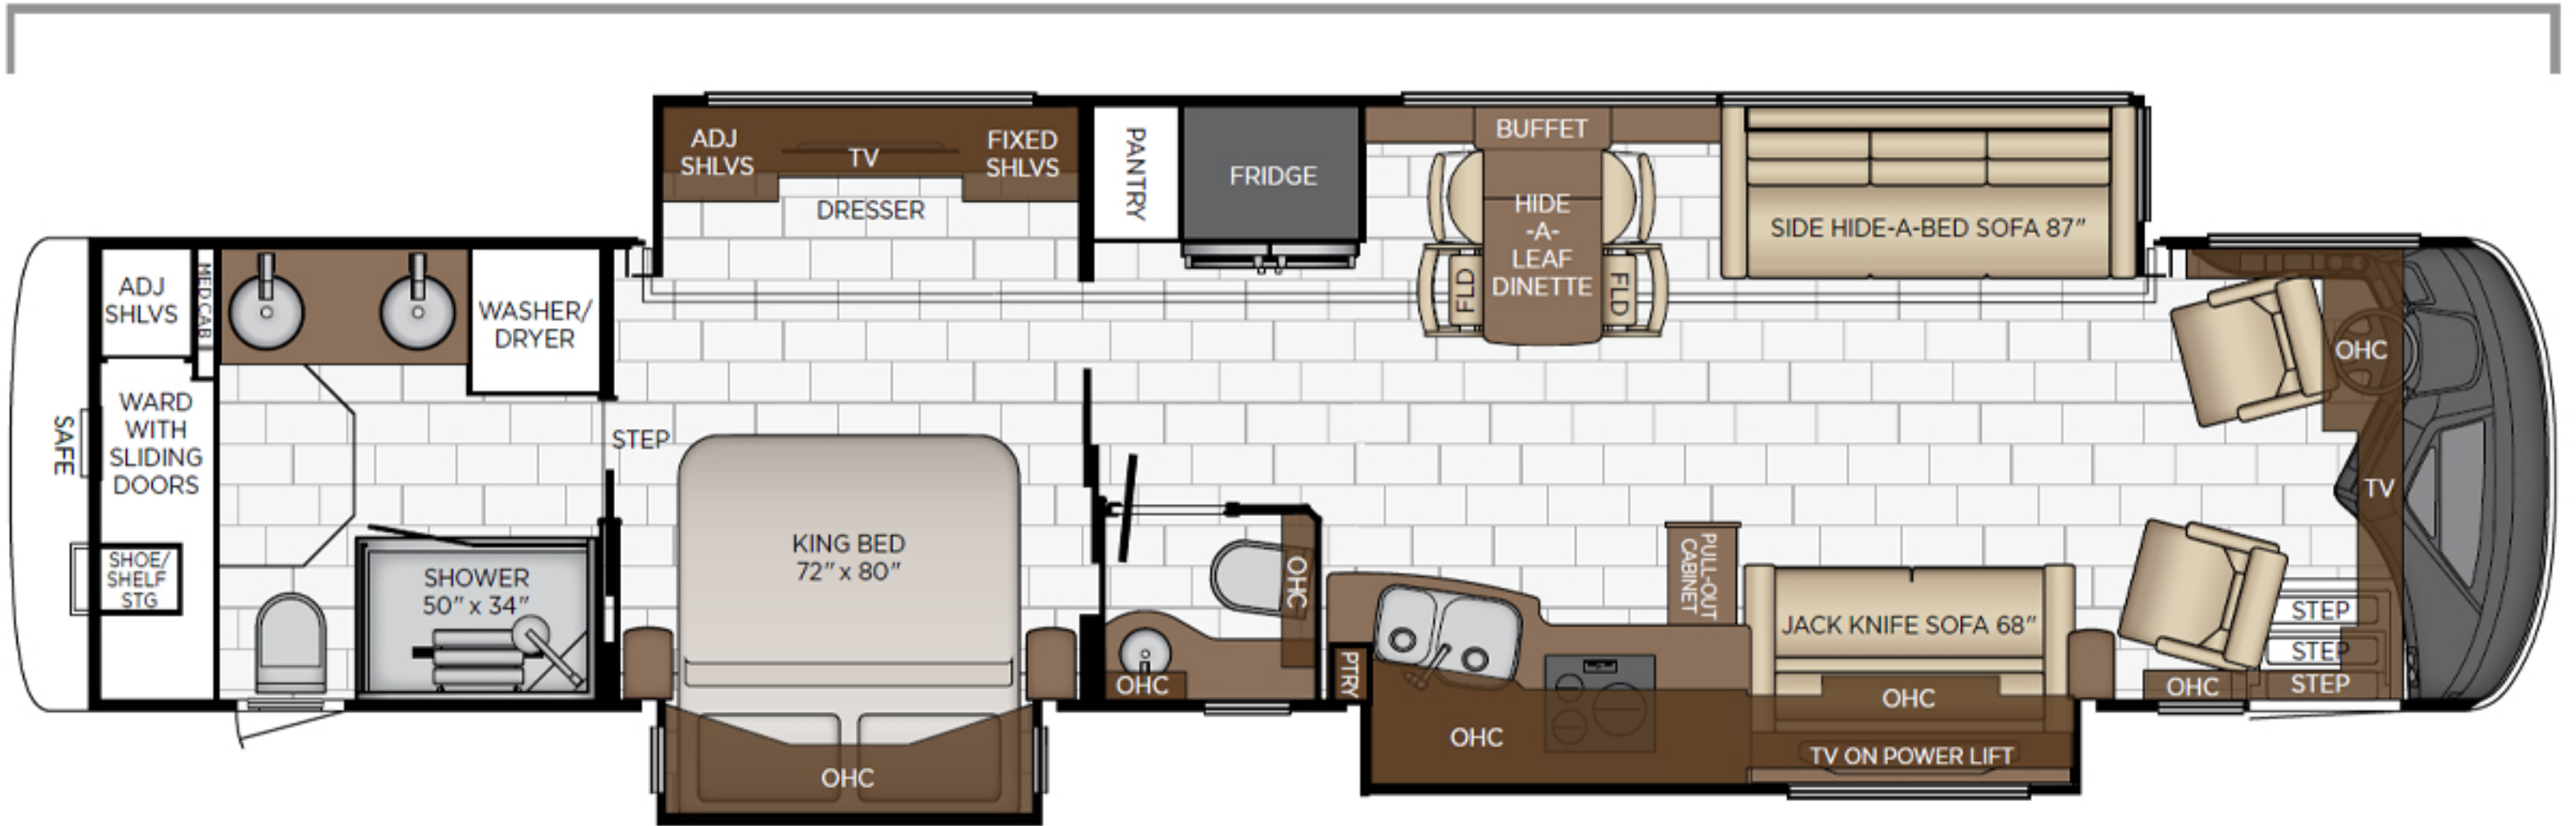 ADJ
SHLVS
TV
FIXED
SHLVS
DRESSER
PANTRY
FRIDGE
BUFFET
HIDE
-A-
LEAF
DINETTE
FLD
FLD
SIDE HIDE-A-BED SOFA 87"
ADJ
SHLVS
MED CAB
WASHER/
DRYER
OHC
SAFE
WARD
WITH
SLIDING
DOORS
STEP
TV
SHOE/
SHELF
STG
SHOWER
50" x 34"
KING BED
72" x 80"
OHC
OHC
PULL-OUT
CABINET
JACK KNIFE SOFA 68"
STEP
STEP
STEP
PTRY
OHC
OHC
OHC
TV ON POWER LIFT
OHC